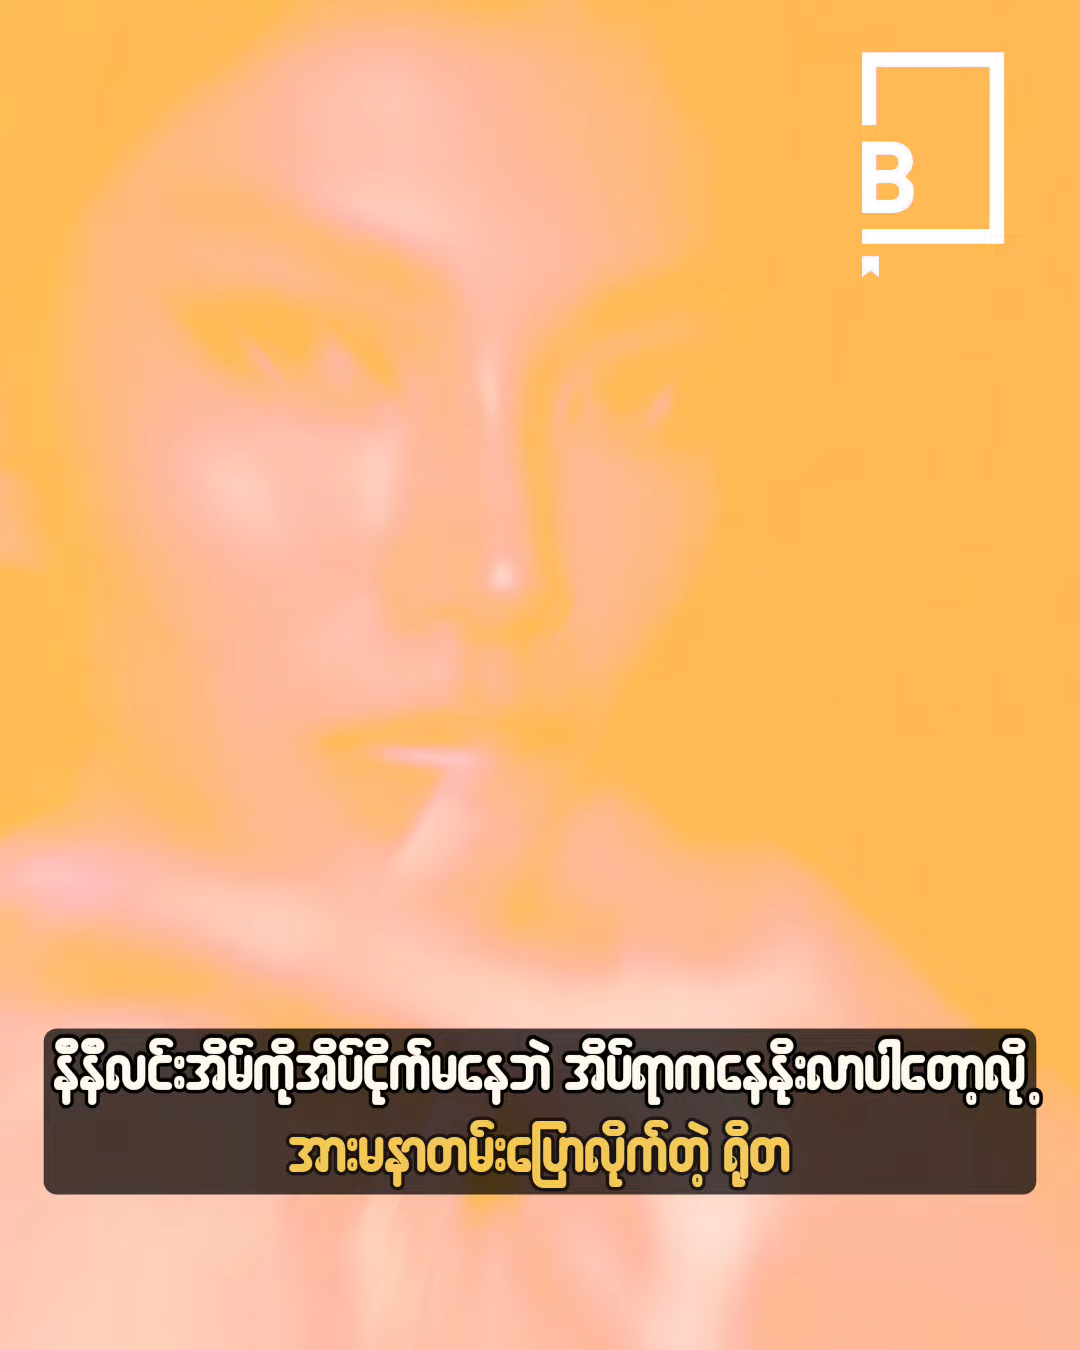 B
နီနီလင်းအိမ်ကိုအိပ်ငိုက်မနေဘဲ အိပ်ရာကနေနိုးလာပါတော့လို့
အားမနာတမ်းပြောလိုက်တဲ့ ရိုတ